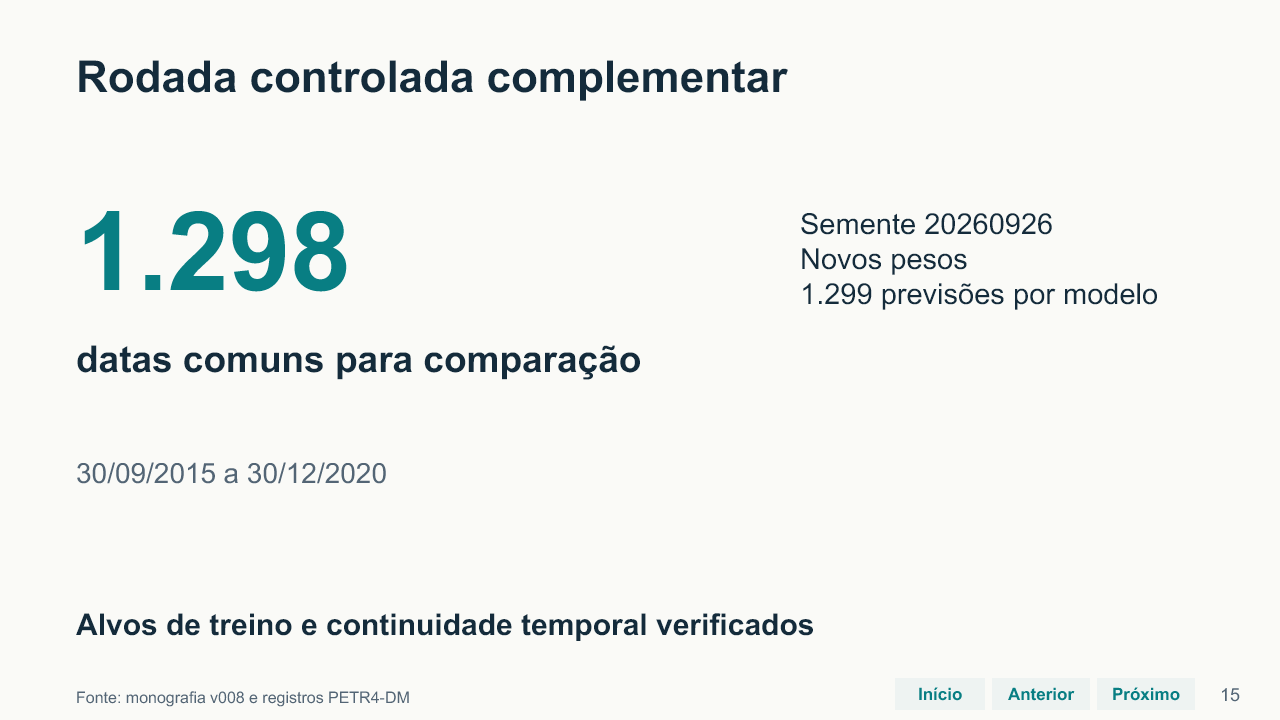 Rodada controlada complementar
1.298
datas comuns para comparação
30/09/2015 a 30/12/2020
Semente 20260926
Novos pesos
1.299 previsões por modelo
Alvos de treino e continuidade temporal verificados
Fonte: monografia v008 e registros PETR4-DM
Início
Anterior
Próximo
15